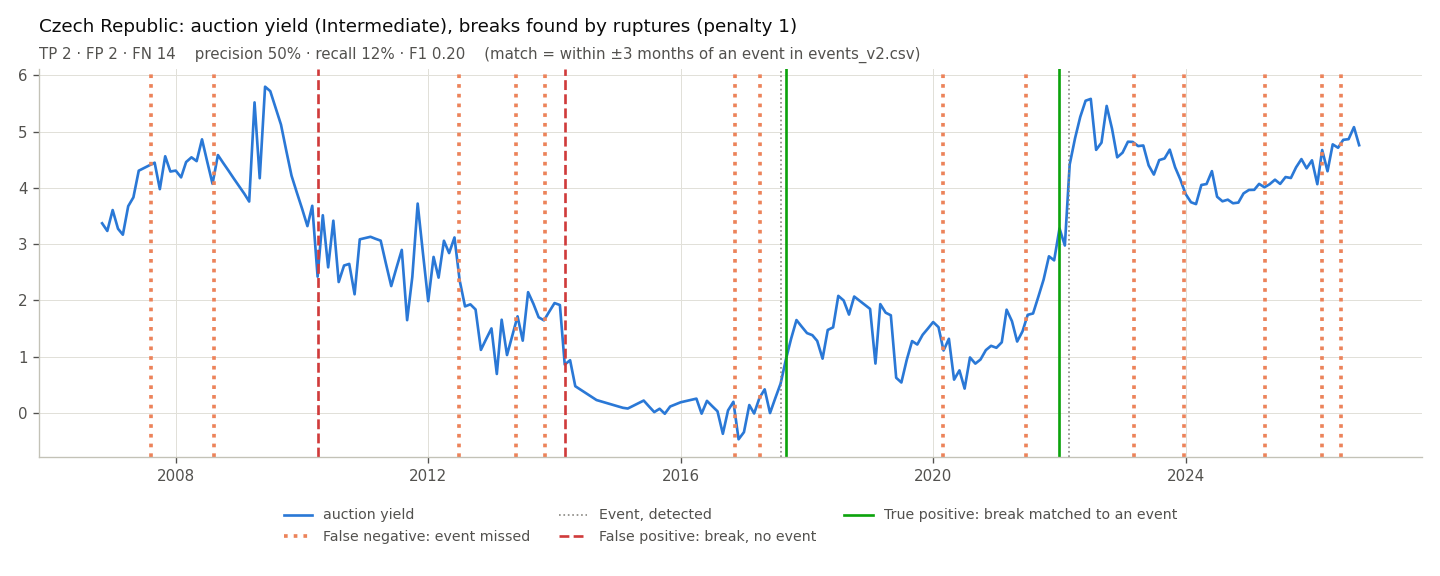 Czech Republic: auction yield (Intermediate), breaks found by ruptures (penalty 1)
TP 2 · FP 2 · FN 14    precision 50% · recall 12% · F1 0.20    (match = within ±3 months of an event in events_v2.csv)
6
5
4
3
2
1
0
2008 2012 2016 2020 2024
auction yield
False negative: event missed
Event, detected
False positive: break, no event
True positive: break matched to an event